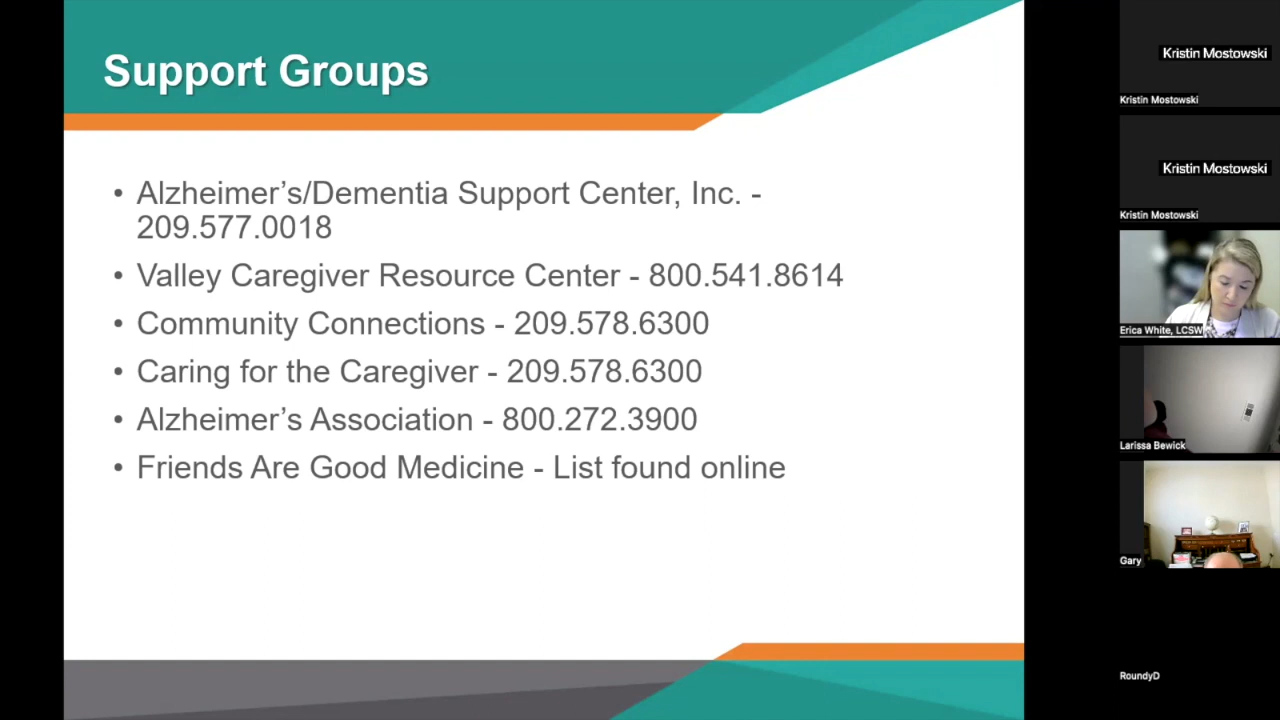 Support Groups
• Alzheimer’s/Dementia Support Center, Inc. -
209.577.0018
• Valley Caregiver Resource Center - 800.541.8614
• Community Connections - 209.578.6300
• Caring for the Caregiver - 209.578.6300
• Alzheimer’s Association - 800.272.3900
• Friends Are Good Medicine - List found online
Kristin Mostowski
Kristin Mostowski
Kristin Mostowski
Kristin Mostowski
Erica White, LCSW
Larissa Bewick
Gary
RoundyD